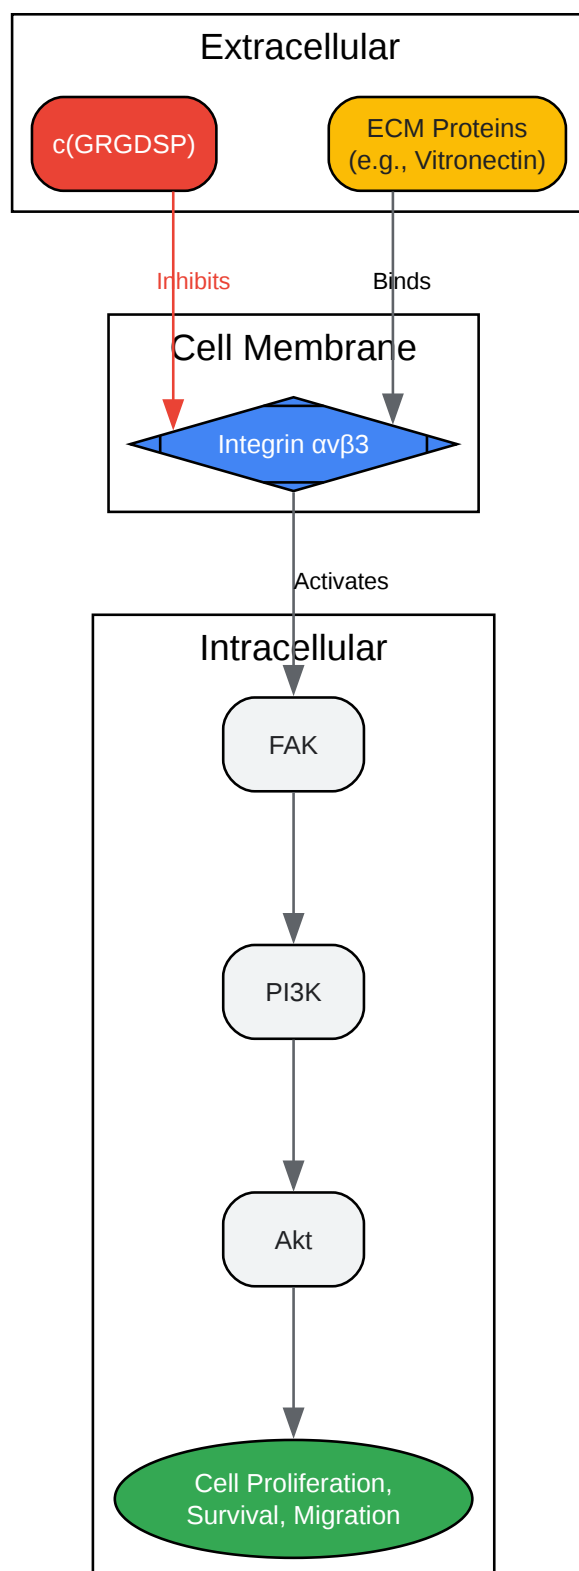 Extracellular
c(GRGDSP)
ECM Proteins
(e.g., Vitronectin)
Inhibits
Binds
Cell Membrane
Integrin αvβ3
Activates
Intracellular
FAK
PI3K
Akt
Cell Proliferation,
Survival, Migration